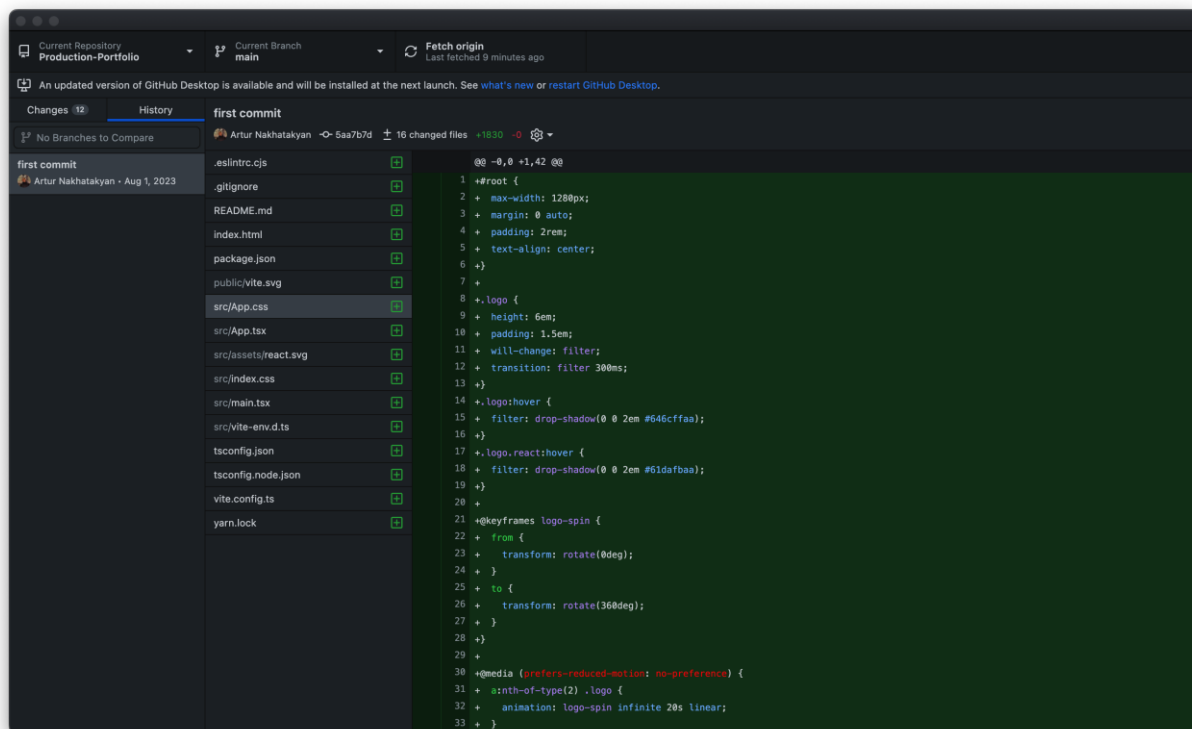 Current Repository
Production-Portfolio
Current Branch
main
Fetch origin
Last fetched 9 minutes ago
An updated version of GitHub Desktop is available and will be installed at the next launch. See what's new or restart GitHub Desktop.
Changes 12
History
No Branches to Compare
first commit
Artur Nakhatakyan • Aug 1, 2023
first commit
Artur Nakhatakyan 5aa7b7d 16 changed files +1830 -0
.eslintrc.cjs
.gitignore
README.md
index.html
package.json
public/vite.svg
src/App.css
src/App.tsx
src/assets/react.svg
src/index.css
src/main.tsx
src/vite-env.d.ts
tsconfig.json
tsconfig.node.json
vite.config.ts
yarn.lock
@@ -0,0 +1,42 @@
1 +#root {
2 +  max-width: 1280px;
3 +  margin: 0 auto;
4 +  padding: 2rem;
5 +  text-align: center;
6 +}
7 +
8 +.logo {
9 +  height: 6em;
10 +  padding: 1.5em;
11 +  will-change: filter;
12 +  transition: filter 300ms;
13 +}
14 +.logo:hover {
15 +  filter: drop-shadow(0 0 2em #646cffaa);
16 +}
17 +.logo.react:hover {
18 +  filter: drop-shadow(0 0 2em #61dafbaa);
19 +}
20 +
21 +@keyframes logo-spin {
22 +  from {
23 +    transform: rotate(0deg);
24 +  }
25 +  to {
26 +    transform: rotate(360deg);
27 +  }
28 +}
29 +
30 +@media (prefers-reduced-motion: no-preference) {
31 +  a:nth-of-type(2) .logo {
32 +    animation: logo-spin infinite 20s linear;
33 +  }